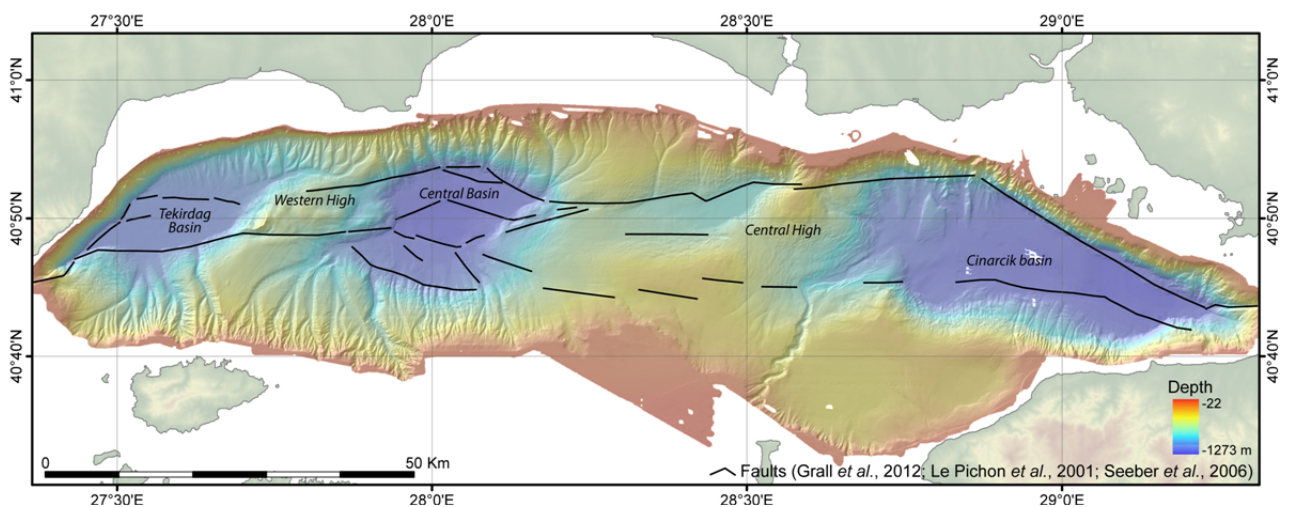 27°30'E 28°0'E 28°30'E 29°0'E
41°0'N 41°0'N
Western High Central Basin
Tekirdag
Basin
40°50'N 40°50'N
Central High
Cinarcik basin
40°40'N 40°40'N
Depth
-22
-1273 m
0 50 Km
Faults (Grall et al., 2012; Le Pichon et al., 2001; Seeber et al., 2006)
27°30'E 28°0'E 28°30'E 29°0'E